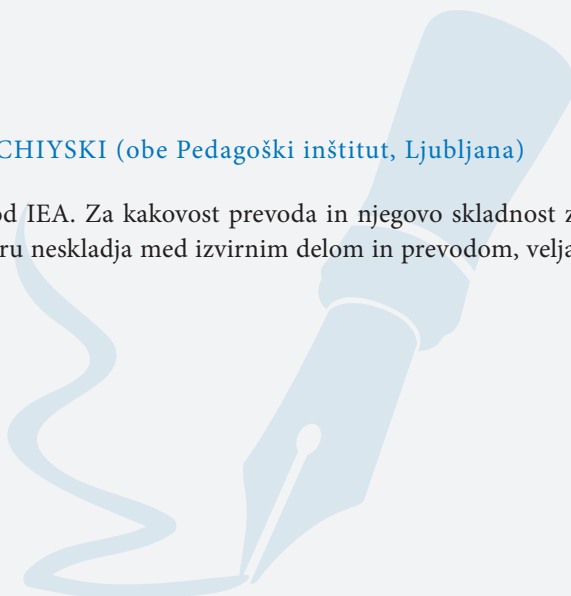 CHIYSKI (obe Pedagoški inštitut, Ljubljana)
od IEA. Za kakovost prevoda in njegovo skladnost z
ru neskladja med izvirnim delom in prevodom, velja